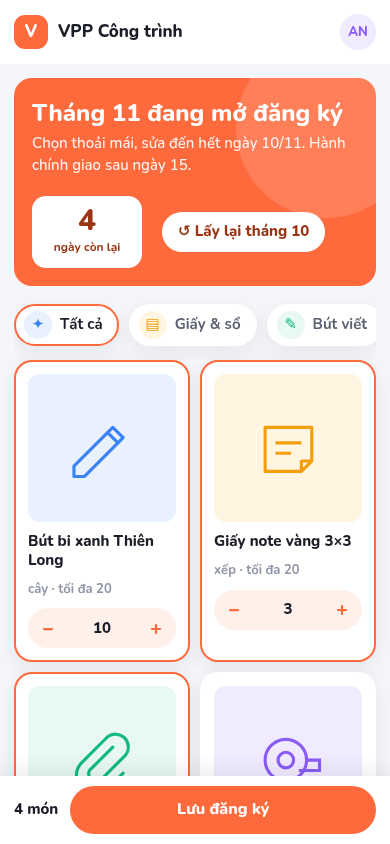 V VPP Công trình AN
Tháng 11 đang mở đăng ký
Chọn thoải mái, sửa đến hết ngày 10/11. Hành
chính giao sau ngày 15.
4
ngày còn lại
↺ Lấy lại tháng 10
Tất cả
Giấy & sổ
Bút viết
Bút bi xanh Thiên
Long
cây · tối đa 20
− 10 +
Giấy note vàng 3×3
xếp · tối đa 20
− 3 +
4 món
Lưu đăng ký